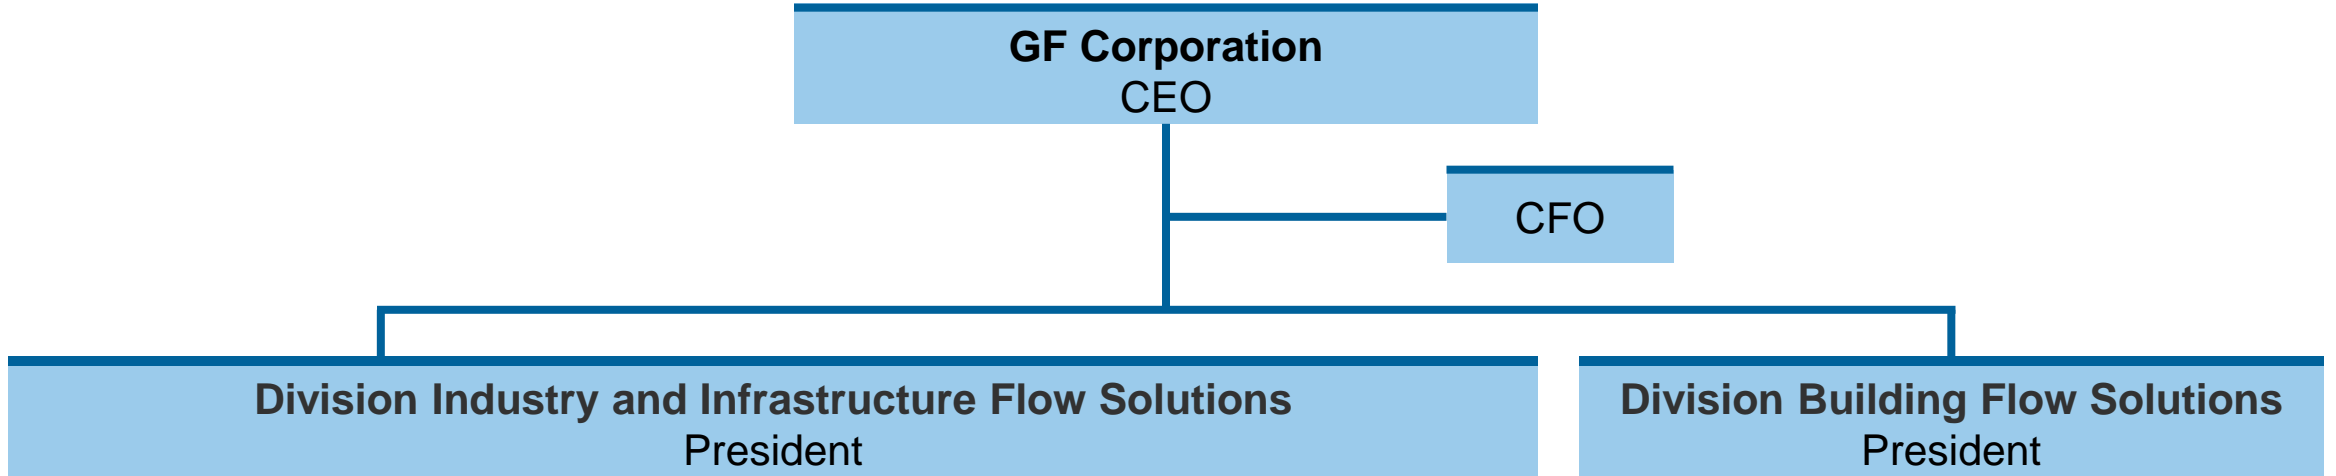 GF Corporation
CEO
CFO
Division Industry and Infrastructure Flow Solutions
President
Division Building Flow Solutions
President